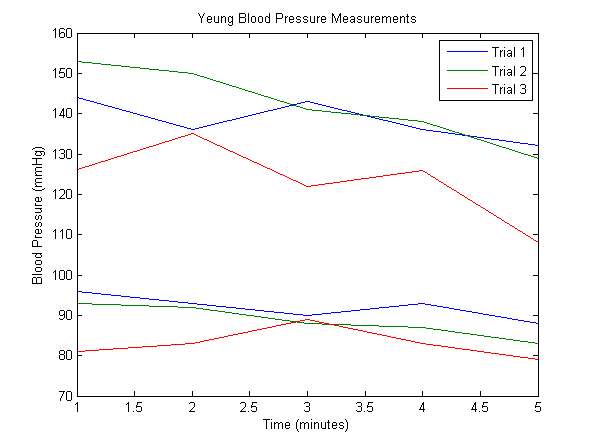 Yeung Blood Pressure Measurements
Trial 1
Trial 2
Trial 3
160
150
140
130
120
110
100
90
80
70
Blood Pressure (mmHg)
1 1.5 2 2.5 3 3.5 4 4.5 5
Time (minutes)